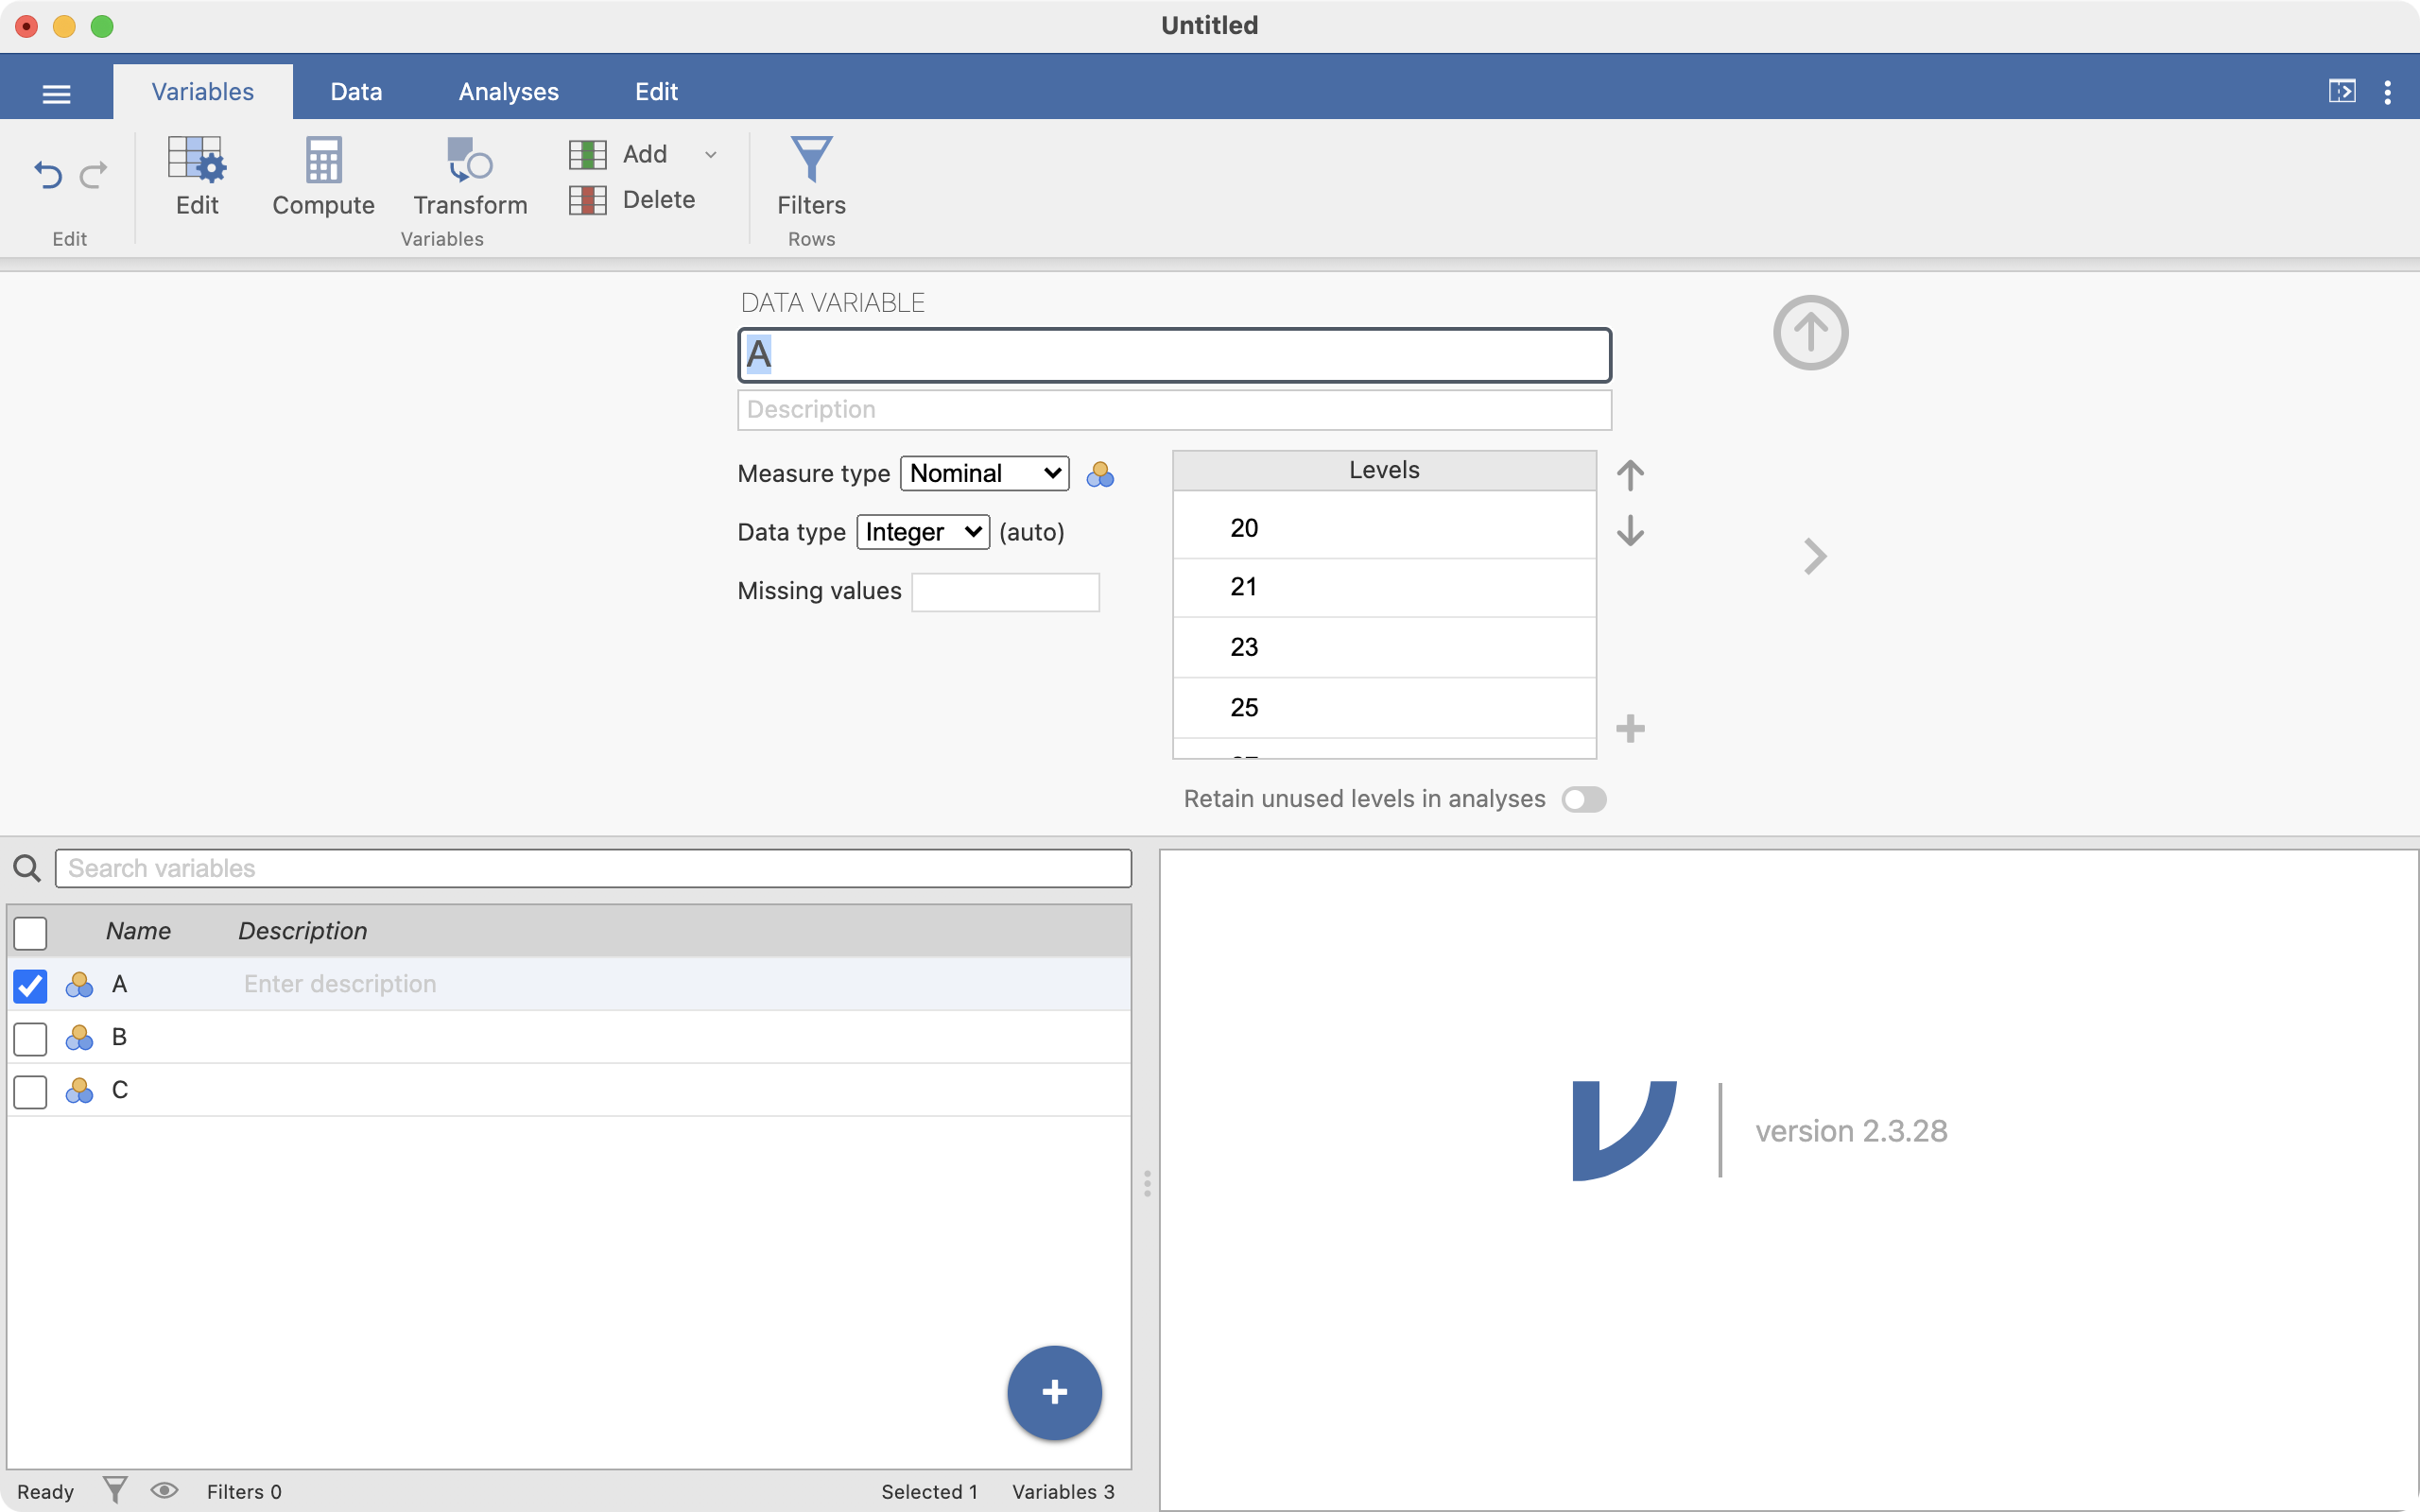 Untitled
Variables
Data
Analyses
Edit
Edit
Compute
Transform
Add
Delete
Filters
Edit
Variables
Rows
DATA VARIABLE
A
Description
Measure type Nominal
Data type Integer (auto)
Missing values
Levels
20
21
23
25
Retain unused levels in analyses
Search variables
Name Description
A Enter description
B
C
version 2.3.28
Ready
Filters 0
Selected 1
Variables 3